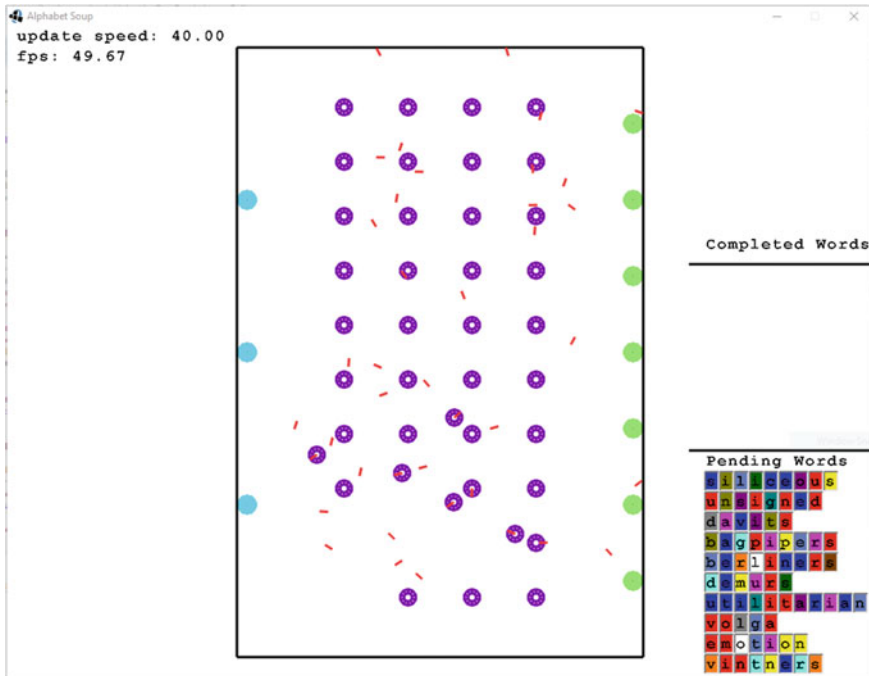 Alphabet Soup
update speed: 40.00
fps: 49.67
Completed Words
Pending Words
siliceous
unsigned
davits
bagpipers
berliners
demurs
utilitarian
volga
emotion
vintners